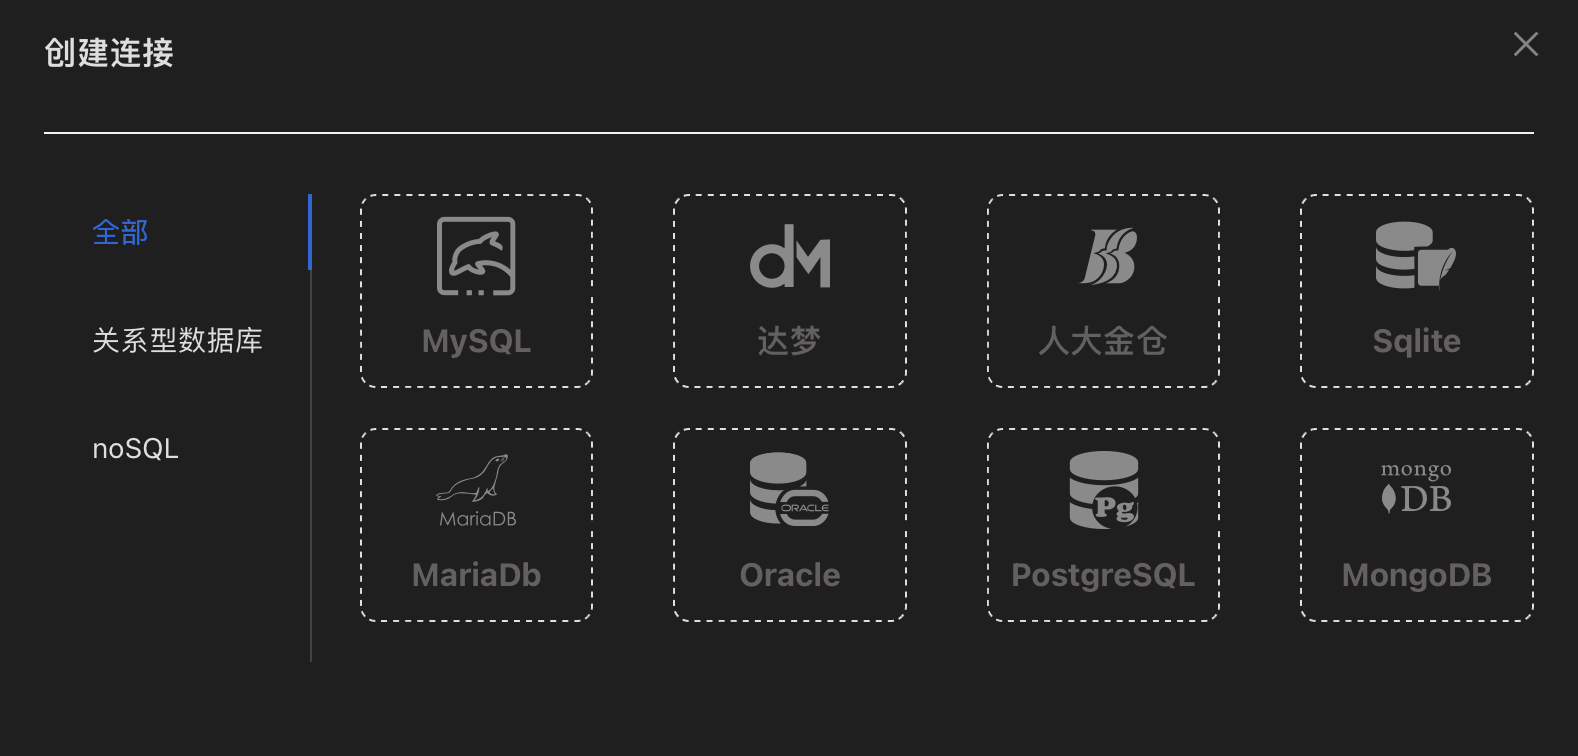 创建连接
全部
关系型数据库
noSQL
dM
MySQL
达梦
人大金仓
Sqlite
MariaDB
ORACLE
Pg
mongo
DB
MariaDb
Oracle
PostgreSQL
MongoDB